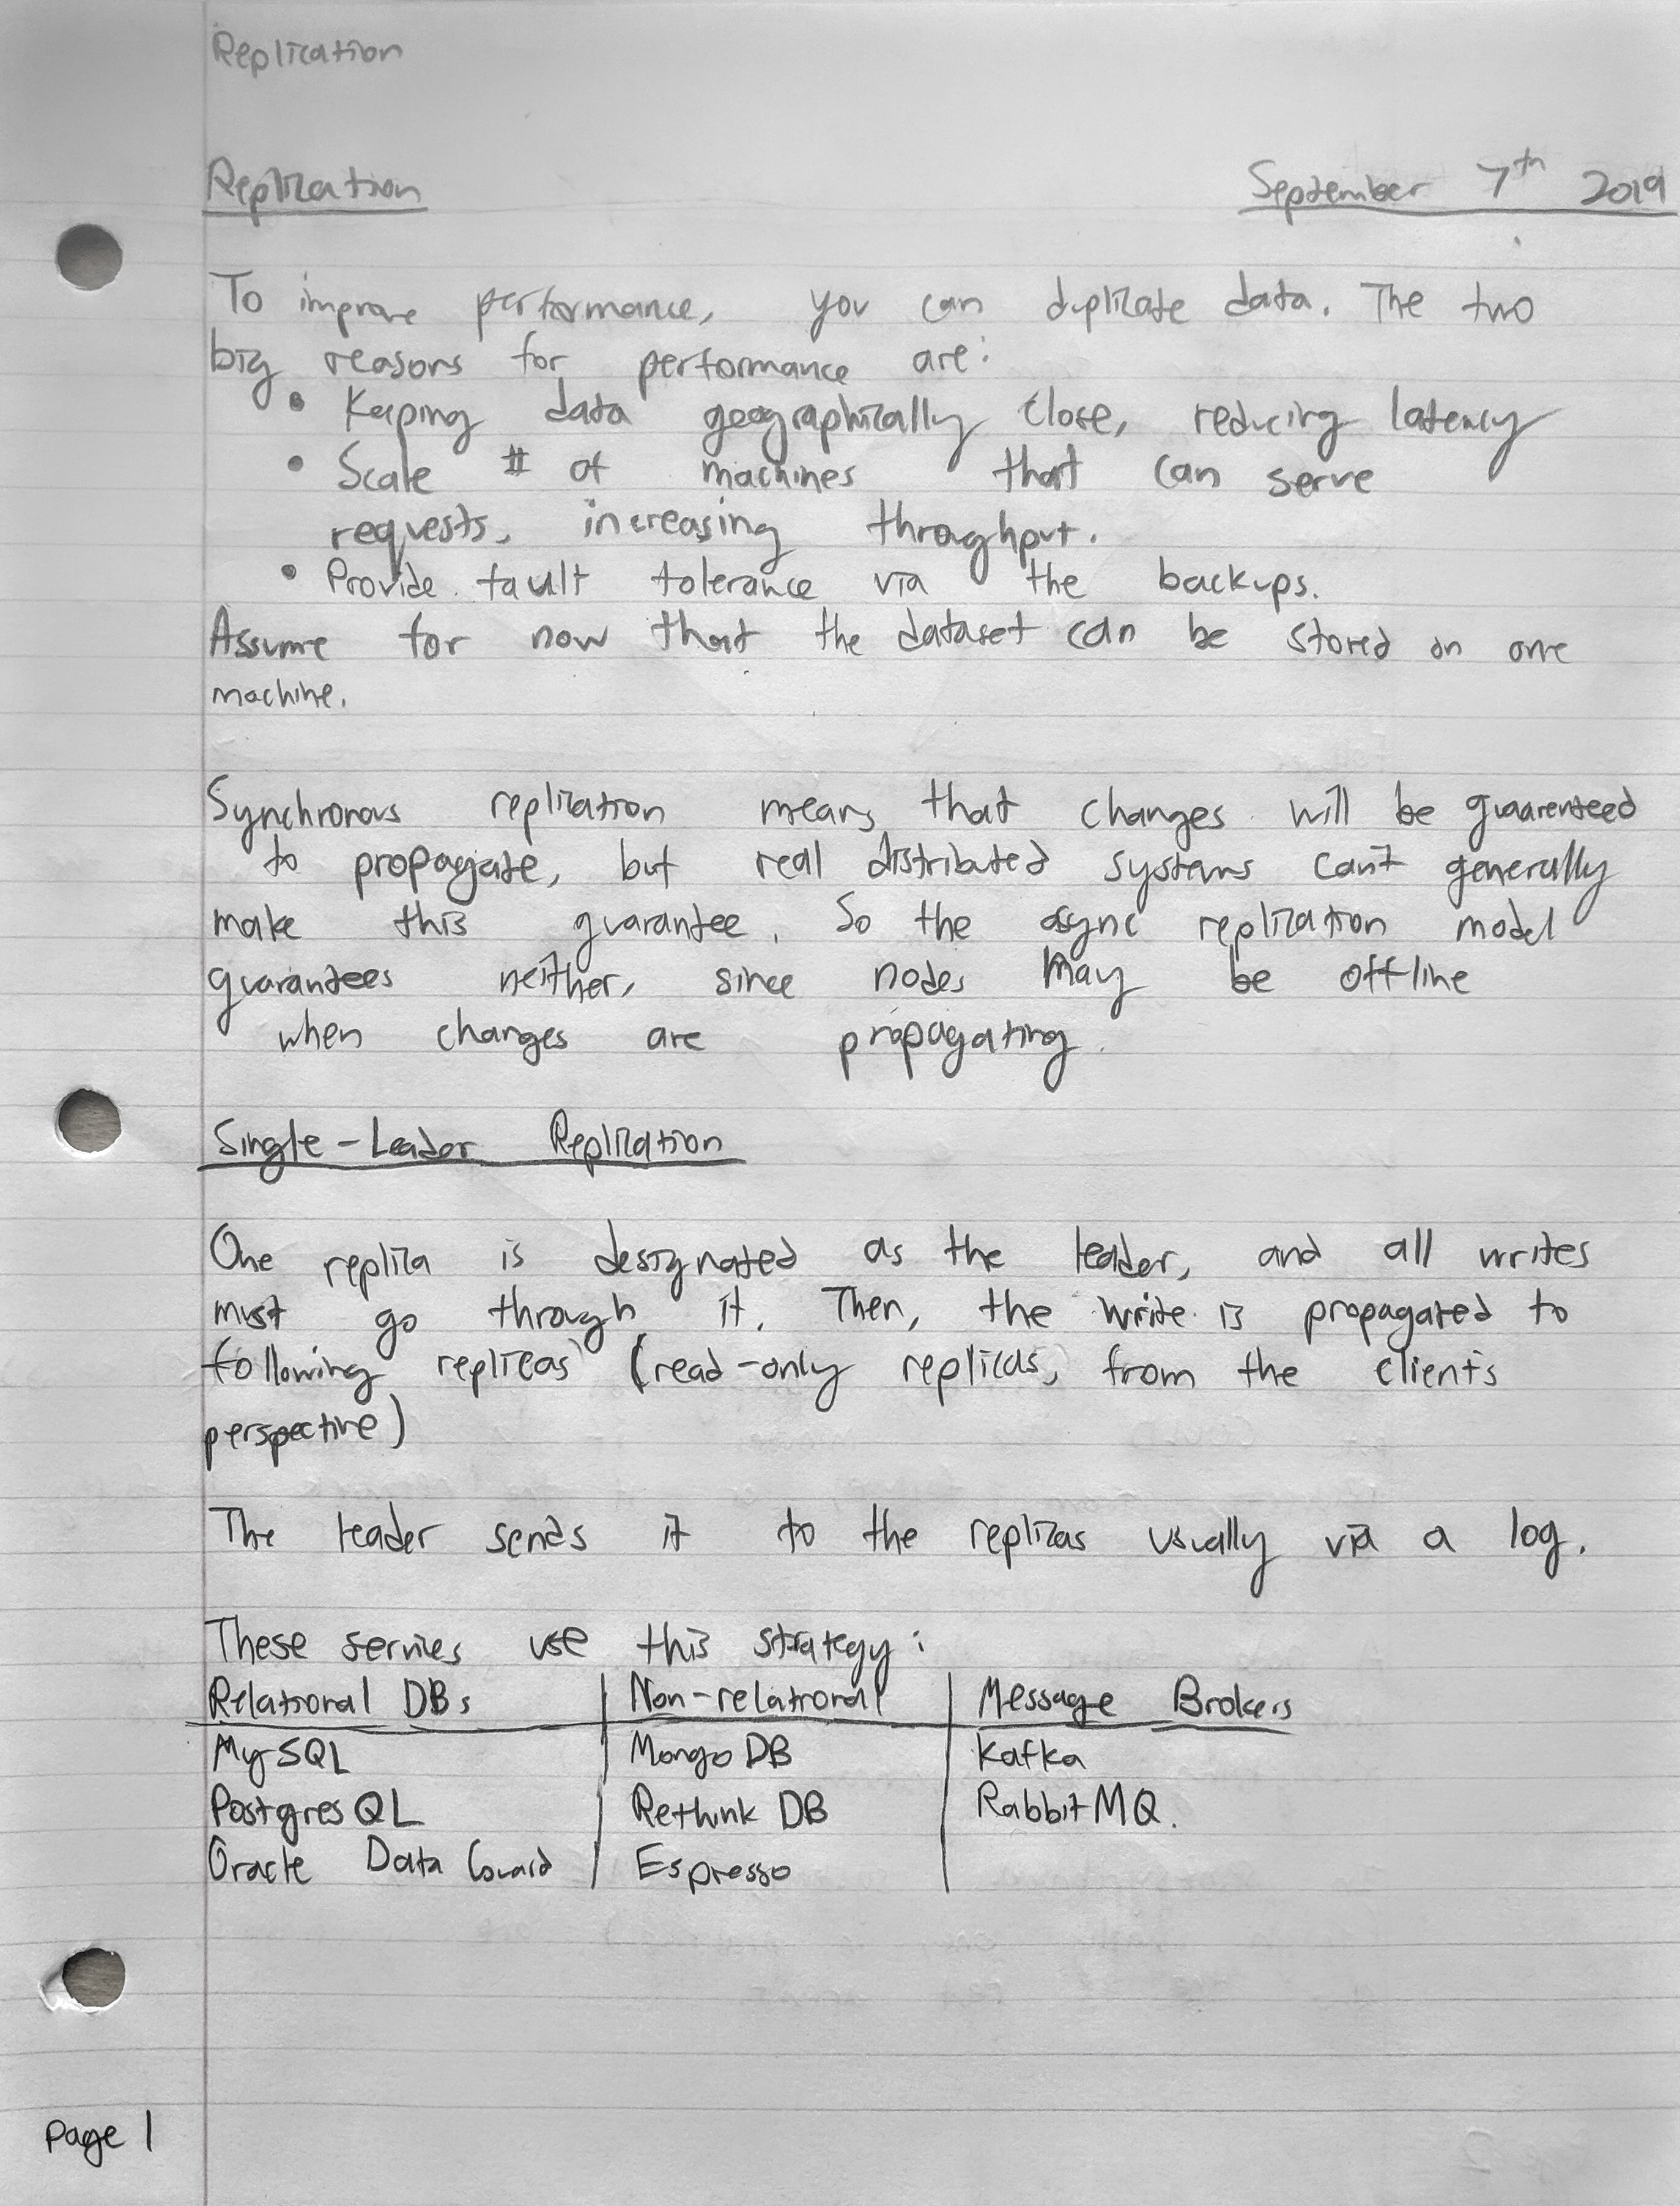 Replication
Replication September 7th 2019
To improve performance, you can duplicate data. The two
big reasons for performance are:
• Keeping data geographically close, reducing latency
• Scale # of machines that can serve
requests, increasing throughput.
• Provide fault tolerance via the backups.
Assume for now that the dataset can be stored on one
machine.
Synchronous replication means that changes will be guaarenteed
to propagate, but real distributed systems can't generally
make this guarantee. So the async replication model
guarantees neither, since nodes may be offline
when changes are propagating.
Single-Leader Replication
One replica is designated as the leader, and all writes
must go through it. Then, the write is propagated to
following replicas (read-only replicas, from the client's
perspective)
The leader sends it to the replicas usually via a log.
These services use this strategy:
Relational DBs | Non-relational | Message Brokers
MySQL | Mongo DB | Kafka
Postgres QL | Rethink DB | RabbitMQ.
Oracle Data Guard | Espresso
Page 1